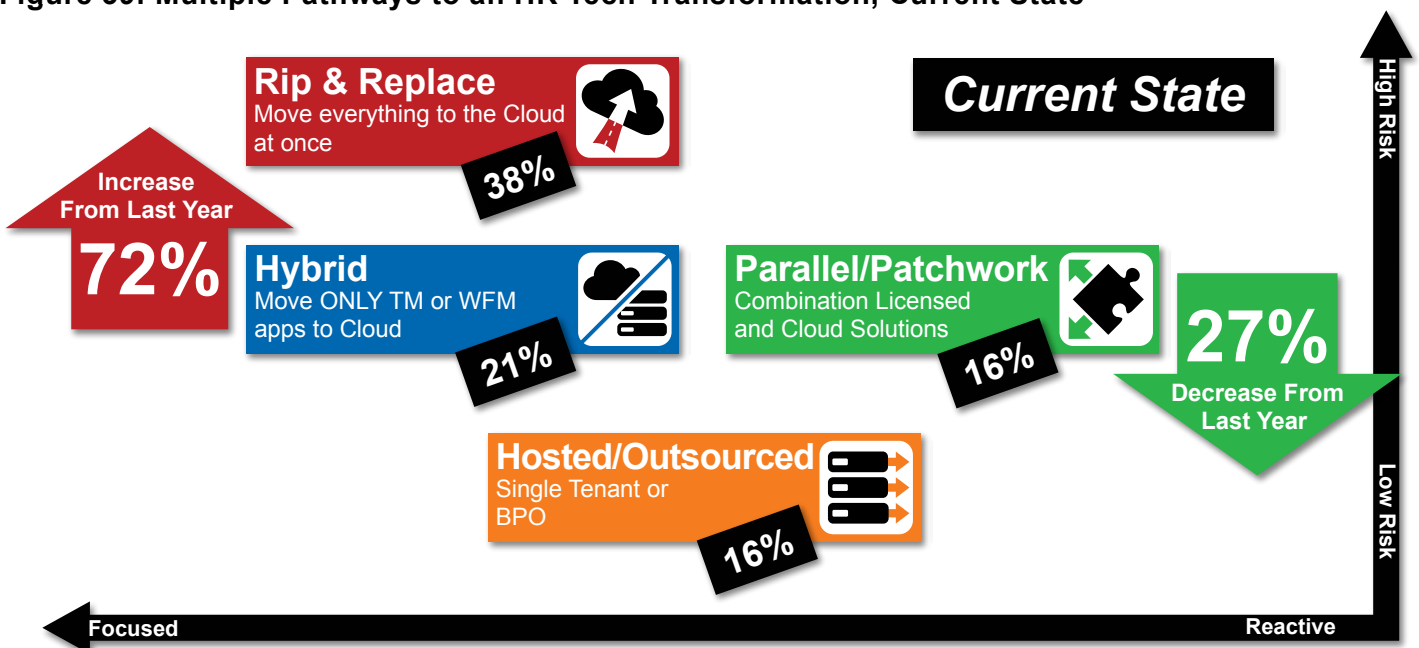 Rip & Replace
Move everything to the Cloud
at once
38%
Current State
High Risk
Increase
From Last Year
72%
Hybrid
Move ONLY TM or WFM
apps to Cloud
21%
Parallel/Patchwork
Combination Licensed
and Cloud Solutions
16%
27%
Decrease From
Last Year
Hosted/Outsourced
Single Tenant or
BPO
16%
Low Risk
Focused
Reactive